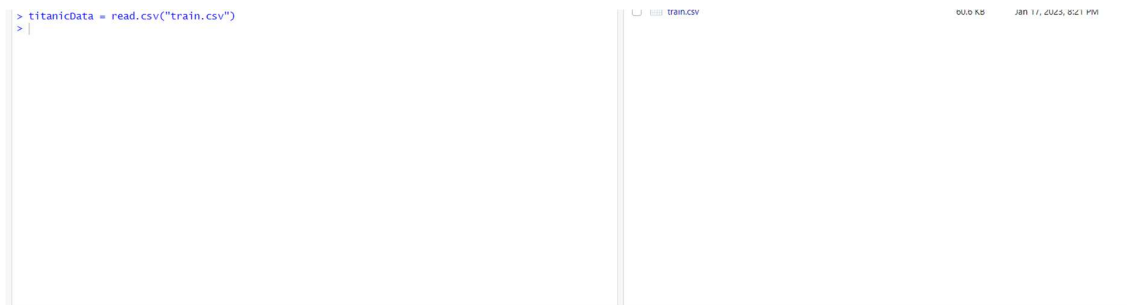 > titanicData = read.csv("train.csv")
>
train.csv 60.6 KB Jan 17, 2023, 8:21 PM